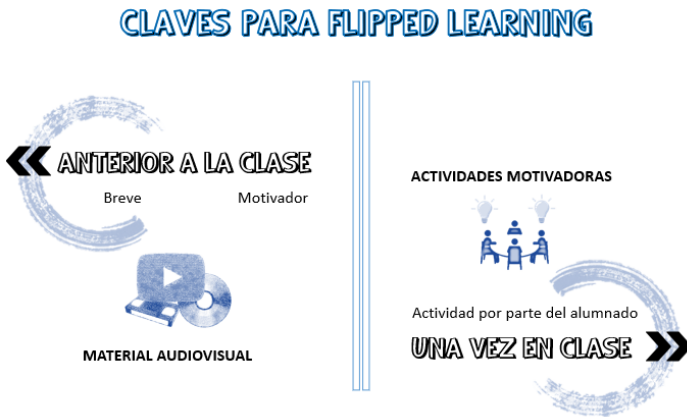 CLAVES PARA FLIPPED LEARNING
ANTERIOR A LA CLASE
Breve Motivador
MATERIAL AUDIOVISUAL
ACTIVIDADES MOTIVADORAS
Actividad por parte del alumnado
UNA VEZ EN CLASE